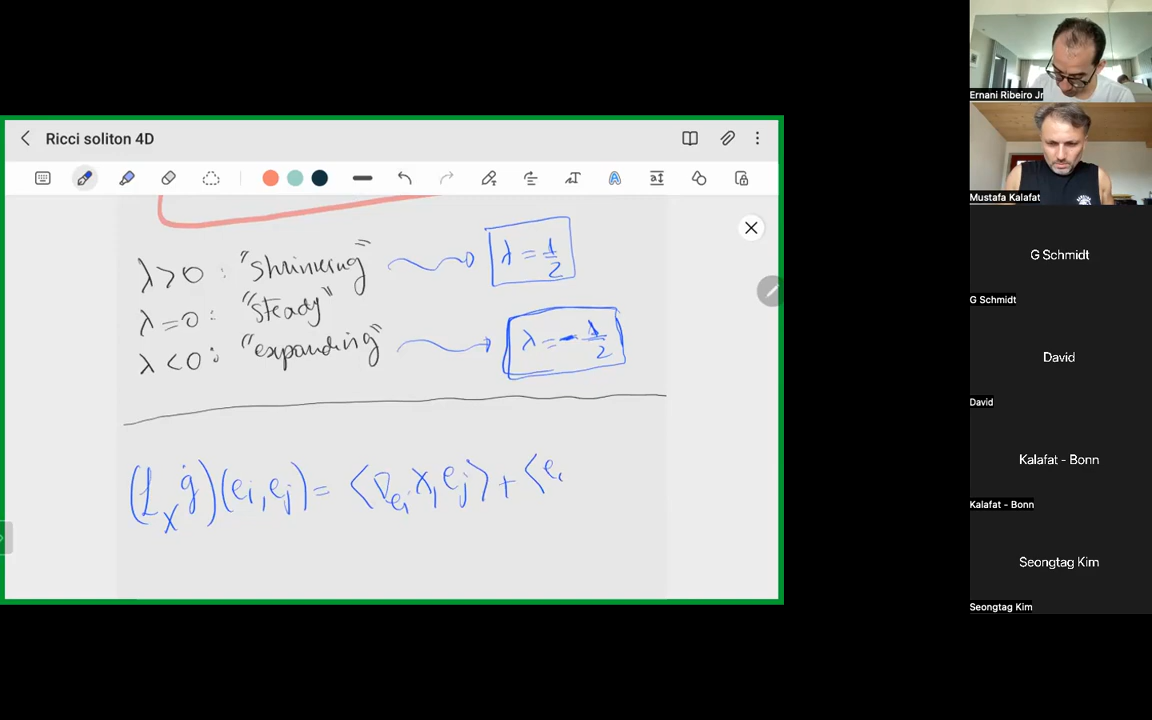 Ricci soliton 4D
λ > 0 : "shrinking" λ = 1/2
λ = 0 : "steady"
λ < 0 : "expanding" λ = -1/2
(L_X g)(e_i, e_j) = ⟨∇_{e_i} X, e_j⟩ + ⟨e_i
Ernani Ribeiro Jr
Mustafa Kalafat
G Schmidt
G Schmidt
David
David
Kalafat - Bonn
Kalafat - Bonn
Seongtag Kim
Seongtag Kim